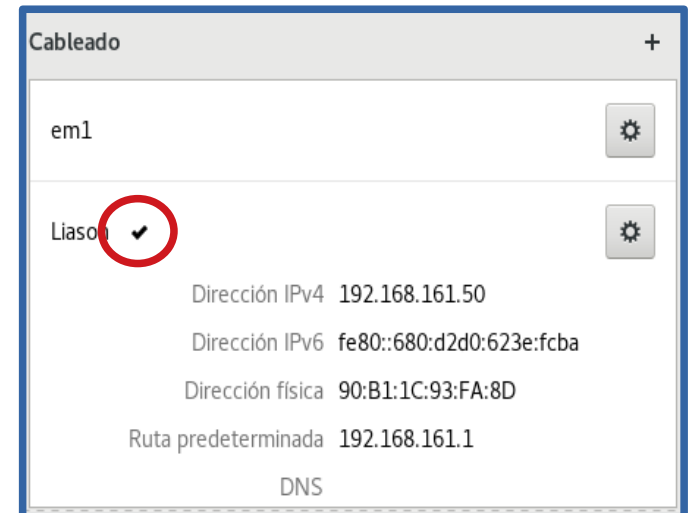 Cableado +
em1
Liason ✔
Dirección IPv4 192.168.161.50
Dirección IPv6 fe80::680:d2d0:623e:fcba
Dirección física 90:B1:1C:93:FA:8D
Ruta predeterminada 192.168.161.1
DNS